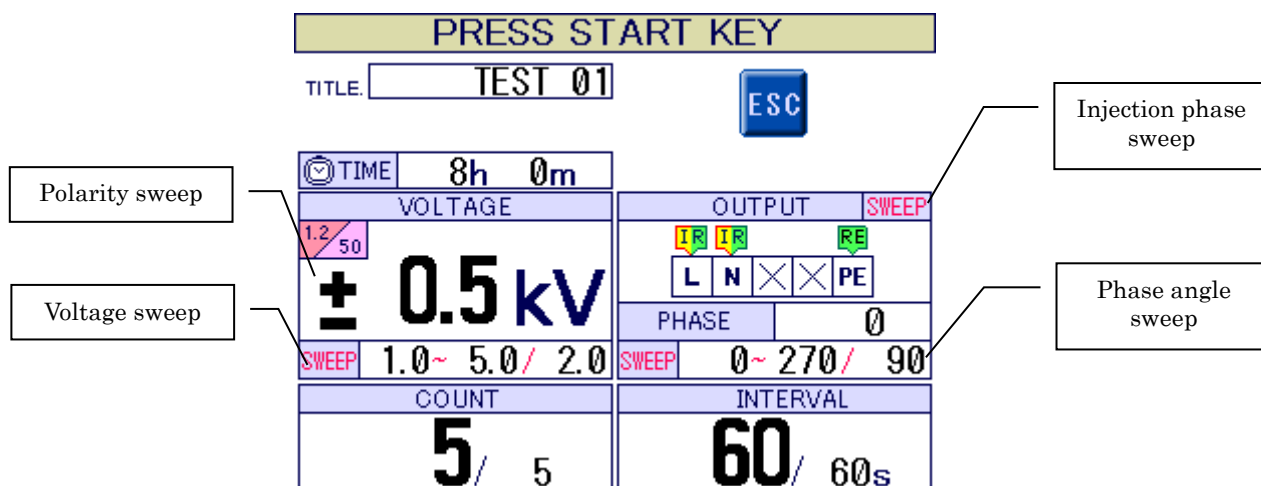 PRESS START KEY
TITLE. TEST 01
ESC
Injection phase
sweep
TIME 8h 0m
Polarity sweep
VOLTAGE
OUTPUT SWEEP
1.2/50
IR IR RE
± 0.5 kV
L N PE
Voltage sweep
PHASE 0
Phase angle
sweep
SWEEP 1.0~ 5.0/ 2.0
SWEEP 0~ 270/ 90
COUNT
INTERVAL
5/ 5
60/ 60s